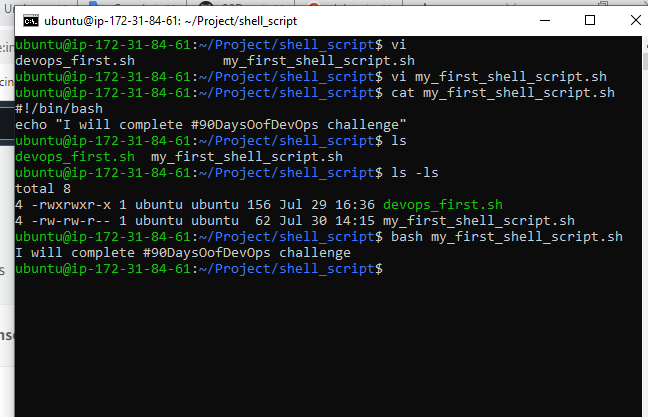 ubuntu@ip-172-31-84-61: ~/Project/shell_script
ubuntu@ip-172-31-84-61:~/Project/shell_script$ vi
devops_first.sh           my_first_shell_script.sh
ubuntu@ip-172-31-84-61:~/Project/shell_script$ vi my_first_shell_script.sh
ubuntu@ip-172-31-84-61:~/Project/shell_script$ cat my_first_shell_script.sh
#!/bin/bash
echo "I will complete #90DaysOofDevOps challenge"
ubuntu@ip-172-31-84-61:~/Project/shell_script$ ls
devops_first.sh  my_first_shell_script.sh
ubuntu@ip-172-31-84-61:~/Project/shell_script$ ls -ls
total 8
4 -rwxrwxr-x 1 ubuntu ubuntu 156 Jul 29 16:36 devops_first.sh
4 -rw-rw-r-- 1 ubuntu ubuntu  62 Jul 30 14:15 my_first_shell_script.sh
ubuntu@ip-172-31-84-61:~/Project/shell_script$ bash my_first_shell_script.sh
I will complete #90DaysOofDevOps challenge
ubuntu@ip-172-31-84-61:~/Project/shell_script$